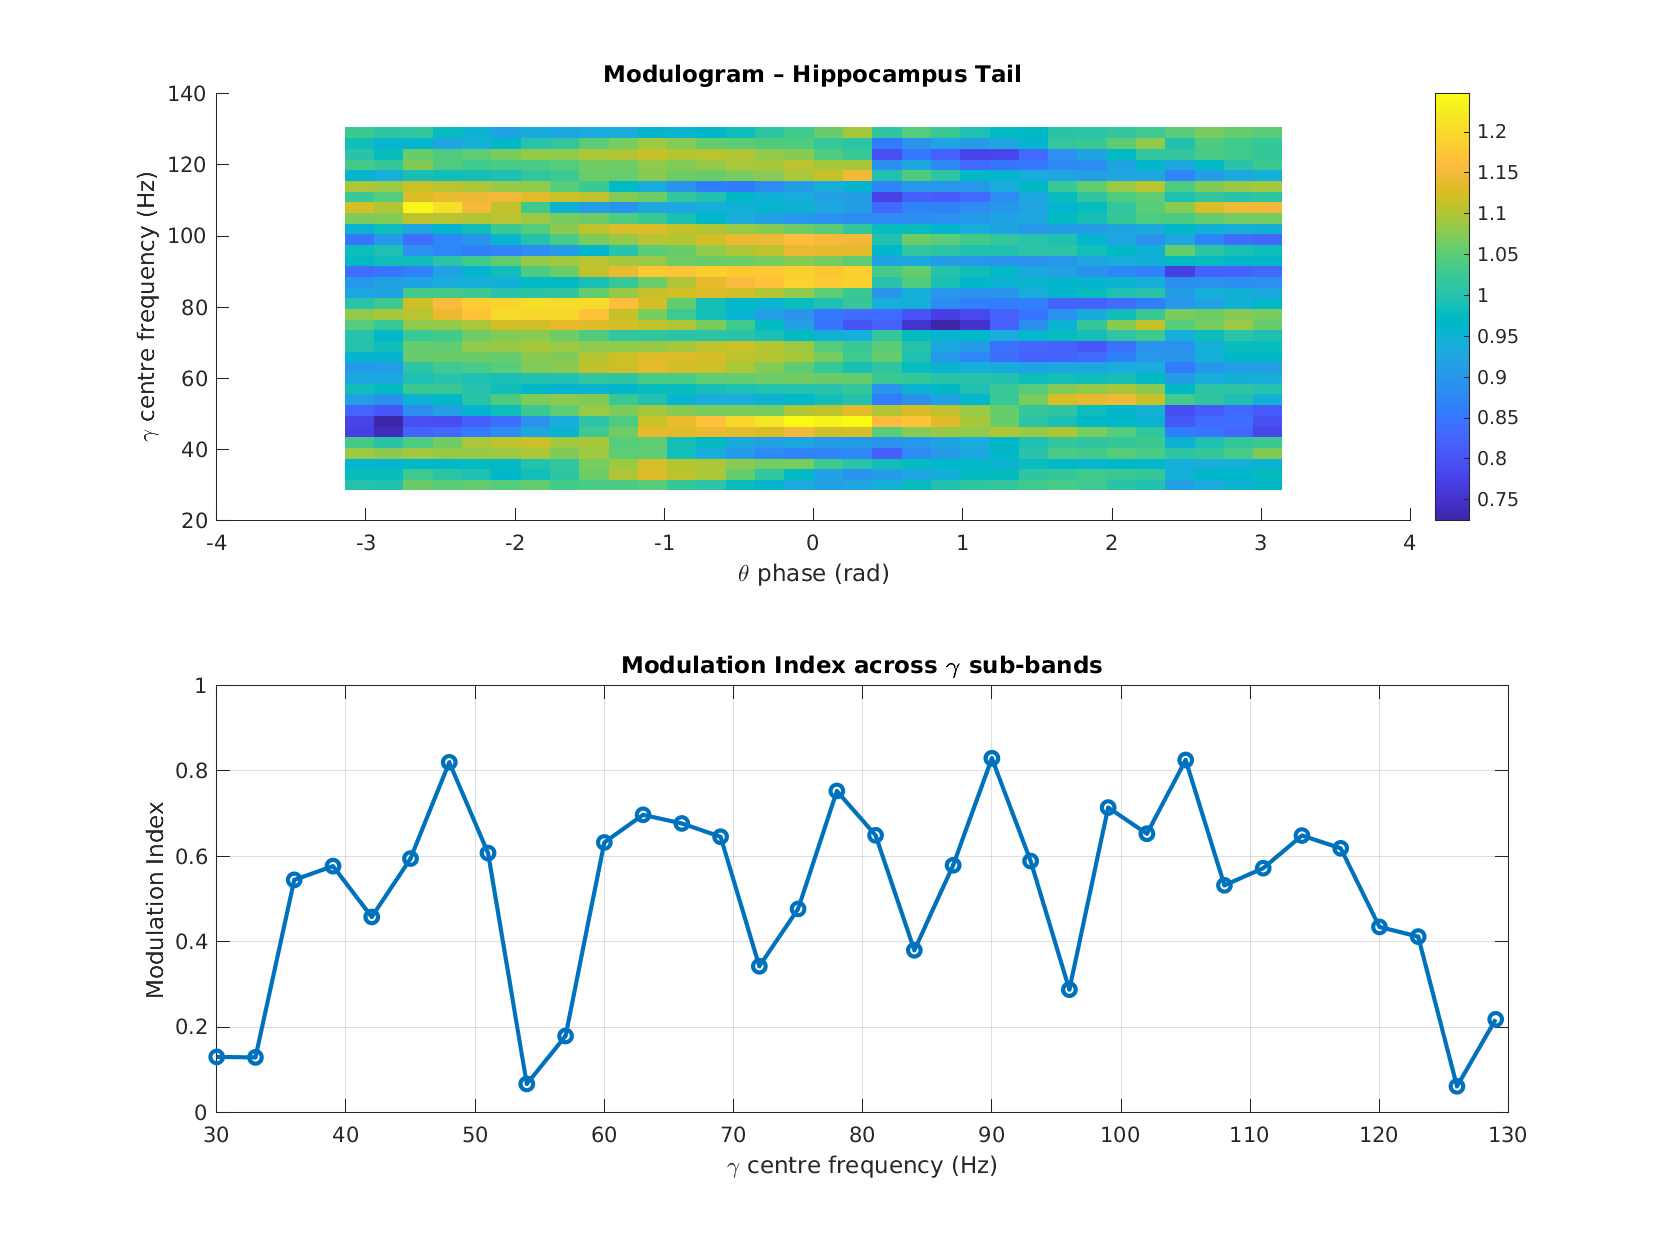 Modulogram – Hippocampus Tail
γ centre frequency (Hz)
140
120
100
80
60
40
20
-4 -3 -2 -1 0 1 2 3 4
θ phase (rad)
1.2
1.15
1.1
1.05
1
0.95
0.9
0.85
0.8
0.75
Modulation Index across γ sub-bands
Modulation Index
1
0.8
0.6
0.4
0.2
0
30 40 50 60 70 80 90 100 110 120 130
γ centre frequency (Hz)